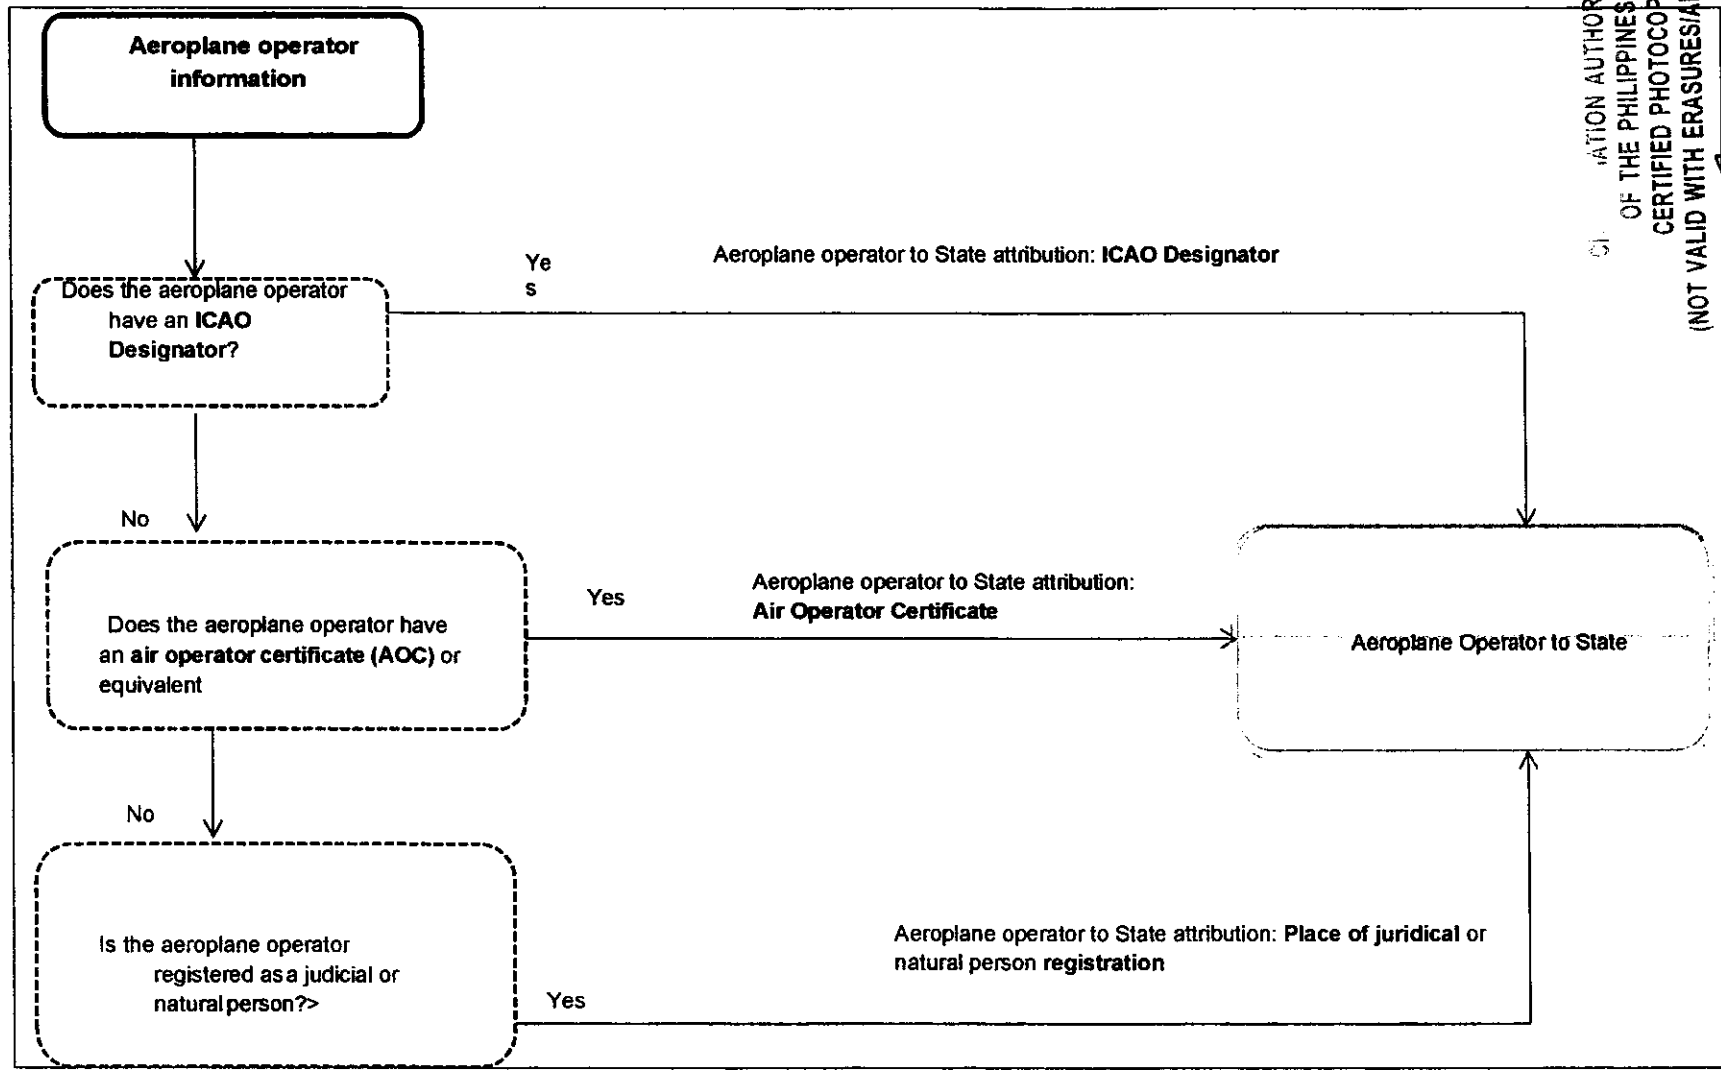 Aeroplane operator
information
Ye
s
Aeroplane operator to State attribution: ICAO Designator
Does the aeroplane operator
have an ICAO
Designator?
No
Does the aeroplane operator have
an air operator certificate (AOC) or
equivalent
Yes
Aeroplane operator to State attribution:
Air Operator Certificate
Aeroplane Operator to State
No
Is the aeroplane operator
registered as a judicial or
natural person?>
Yes
Aeroplane operator to State attribution: Place of juridical or
natural person registration
OF THE PHILIPPINES
CERTIFIED
(NOT VALID WITH